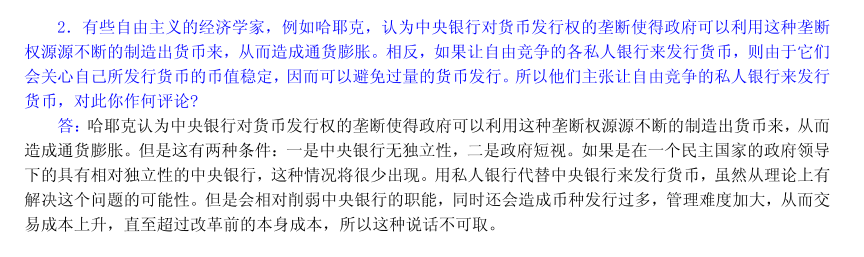 2．有些自由主义的经济学家，例如哈耶克，认为中央银行对货币发行权的垄断使得政府可以利用这种垄断
权源源不断的制造出货币来，从而造成通货膨胀。相反，如果让自由竞争的各私人银行来发行货币，则由于它们
会关心自己所发行货币的币值稳定，因而可以避免过量的货币发行。所以他们主张让自由竞争的私人银行来发行
货币，对此你作何评论?
答：哈耶克认为中央银行对货币发行权的垄断使得政府可以利用这种垄断权源源不断的制造出货币来，从而
造成通货膨胀。但是这有两种条件：一是中央银行无独立性，二是政府短视。如果是在一个民主国家的政府领导
下的具有相对独立性的中央银行，这种情况将很少出现。用私人银行代替中央银行来发行货币，虽然从理论上有
解决这个问题的可能性。但是会相对削弱中央银行的职能，同时还会造成币种发行过多，管理难度加大，从而交
易成本上升，直至超过改革前的本身成本，所以这种说话不可取。